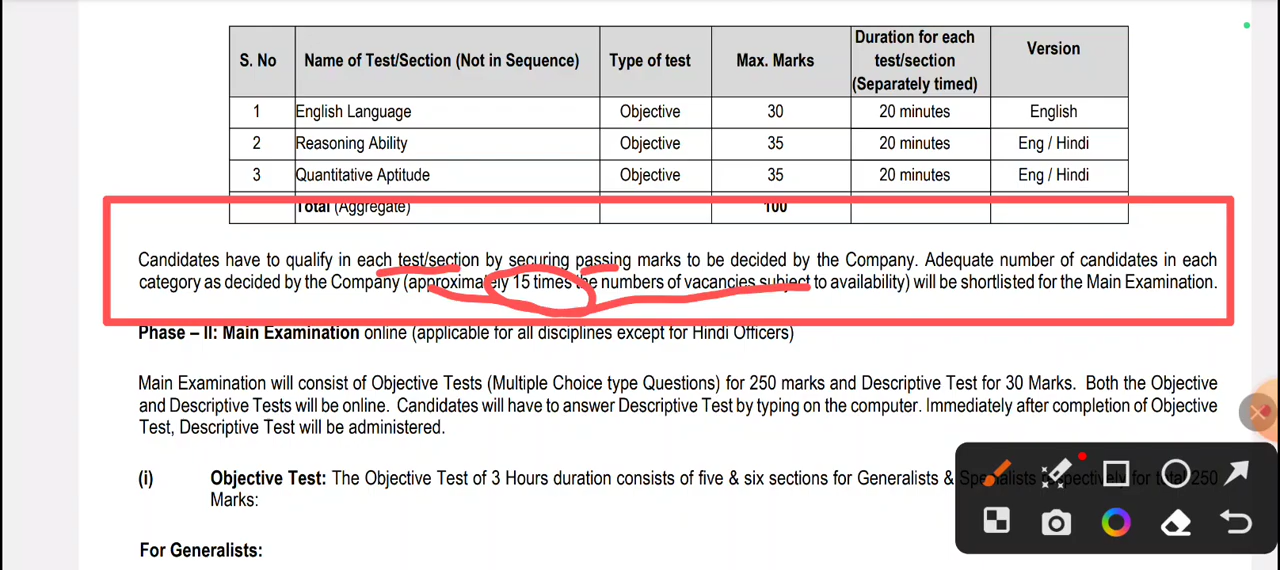 S. No Name of Test/Section (Not in Sequence) Type of test Max. Marks Duration for each test/section (Separately timed) Version
1 English Language Objective 30 20 minutes English
2 Reasoning Ability Objective 35 20 minutes Eng / Hindi
3 Quantitative Aptitude Objective 35 20 minutes Eng / Hindi
Total (Aggregate) 100
Candidates have to qualify in each test/section by securing passing marks to be decided by the Company. Adequate number of candidates in each
category as decided by the Company (approximately 15 times the numbers of vacancies subject to availability) will be shortlisted for the Main Examination.
Phase – II: Main Examination online (applicable for all disciplines except for Hindi Officers)
Main Examination will consist of Objective Tests (Multiple Choice type Questions) for 250 marks and Descriptive Test for 30 Marks. Both the Objective
and Descriptive Tests will be online. Candidates will have to answer Descriptive Test by typing on the computer. Immediately after completion of Objective
Test, Descriptive Test will be administered.
(i) Objective Test: The Objective Test of 3 Hours duration consists of five & six sections for Generalists & Specialists respectively for total 250
Marks:
For Generalists: